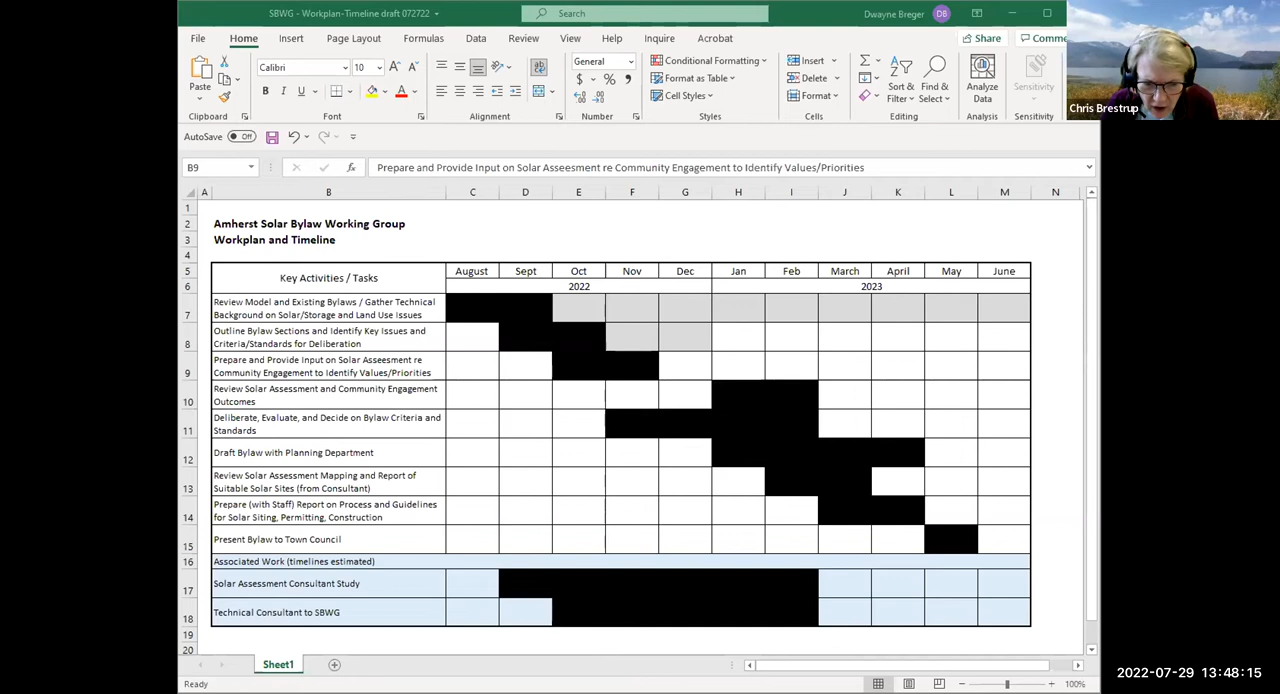 SBWG - Workplan-Timeline draft 072722
Search
Dwayne Breger
DB
File Home Insert Page Layout Formulas Data Review View Help Inquire Acrobat
Share
Comme
Paste
Clipboard
Calibri
10
B I U
Font
Alignment
General
$ % 9
Number
Conditional Formatting
Format as Table
Cell Styles
Styles
Insert
Delete
Format
Cells
Sort & Filter
Find & Select
Editing
Analyze Data
Analysis
Sensitivity
Sensitivity
Chris Brestrup
AutoSave Off
B9
fx
Prepare and Provide Input on Solar Asseesment re Community Engagement to Identify Values/Priorities
A B C D E F G H I J K L M N
1
2 Amherst Solar Bylaw Working Group
3 Workplan and Timeline
4
5 Key Activities / Tasks August Sept Oct Nov Dec Jan Feb March April May June
6 2022 2023
7 Review Model and Existing Bylaws / Gather Technical
Background on Solar/Storage and Land Use Issues
8 Outline Bylaw Sections and Identify Key Issues and
Criteria/Standards for Deliberation
9 Prepare and Provide Input on Solar Asseesment re
Community Engagement to Identify Values/Priorities
10 Review Solar Assessment and Community Engagement
Outcomes
11 Deliberate, Evaluate, and Decide on Bylaw Criteria and
Standards
12 Draft Bylaw with Planning Department
13 Review Solar Assessment Mapping and Report of
Suitable Solar Sites (from Consultant)
14 Prepare (with Staff) Report on Process and Guidelines
for Solar Siting, Permitting, Construction
15 Present Bylaw to Town Council
16 Associated Work (timelines estimated)
17 Solar Assessment Consultant Study
18 Technical Consultant to SBWG
19
20
Sheet1
Ready
100%
2022-07-29 13:48:15